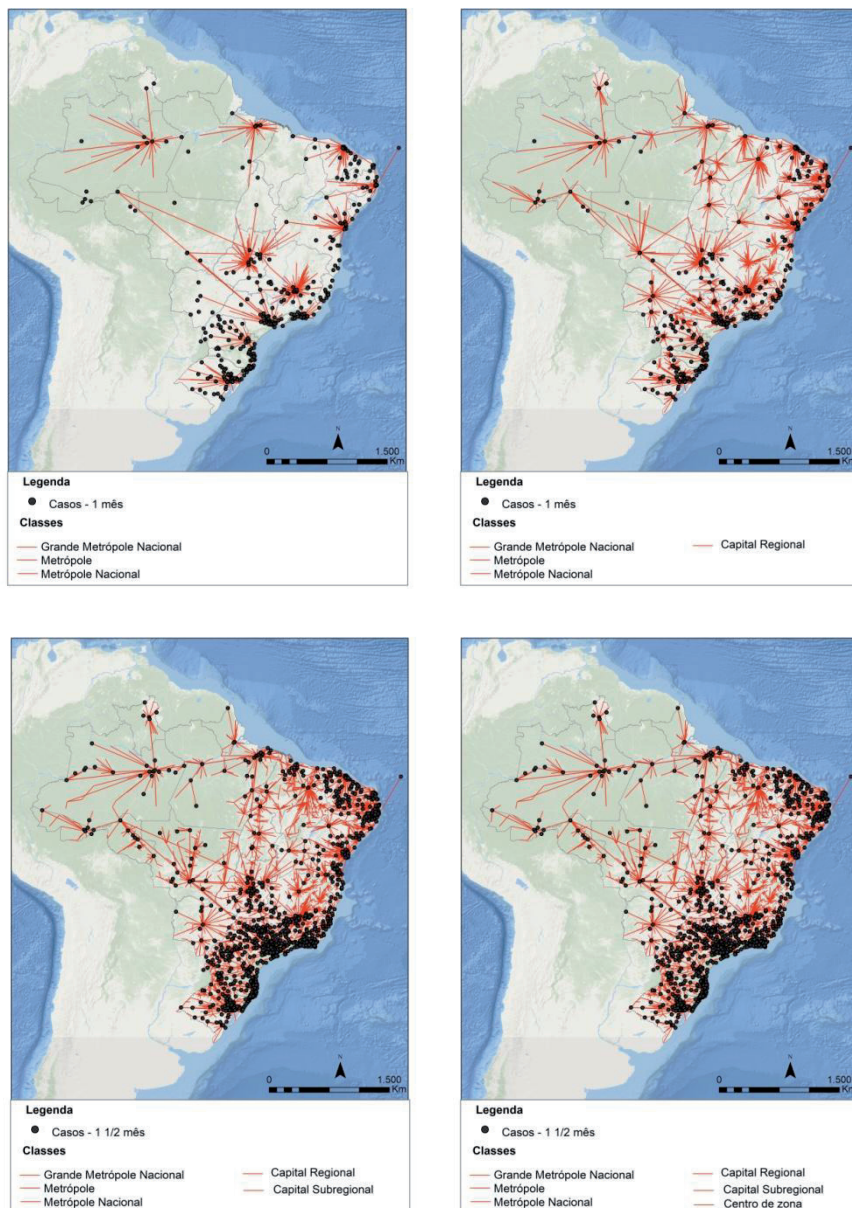 N
0 1.500
Km
Legenda
Casos - 1 mês
Classes
Grande Metrópole Nacional
Metrópole
Metrópole Nacional
N
0 1.500
Km
Legenda
Casos - 1 mês
Classes
Grande Metrópole Nacional Capital Regional
Metrópole
Metrópole Nacional
N
0 1.500
Km
Legenda
Casos - 1 1/2 mês
Classes
Grande Metrópole Nacional Capital Regional
Metrópole Capital Subregional
Metrópole Nacional
N
0 1.500
Km
Legenda
Casos - 1 1/2 mês
Classes
Grande Metrópole Nacional Capital Regional
Metrópole Capital Subregional
Metrópole Nacional Centro de zona